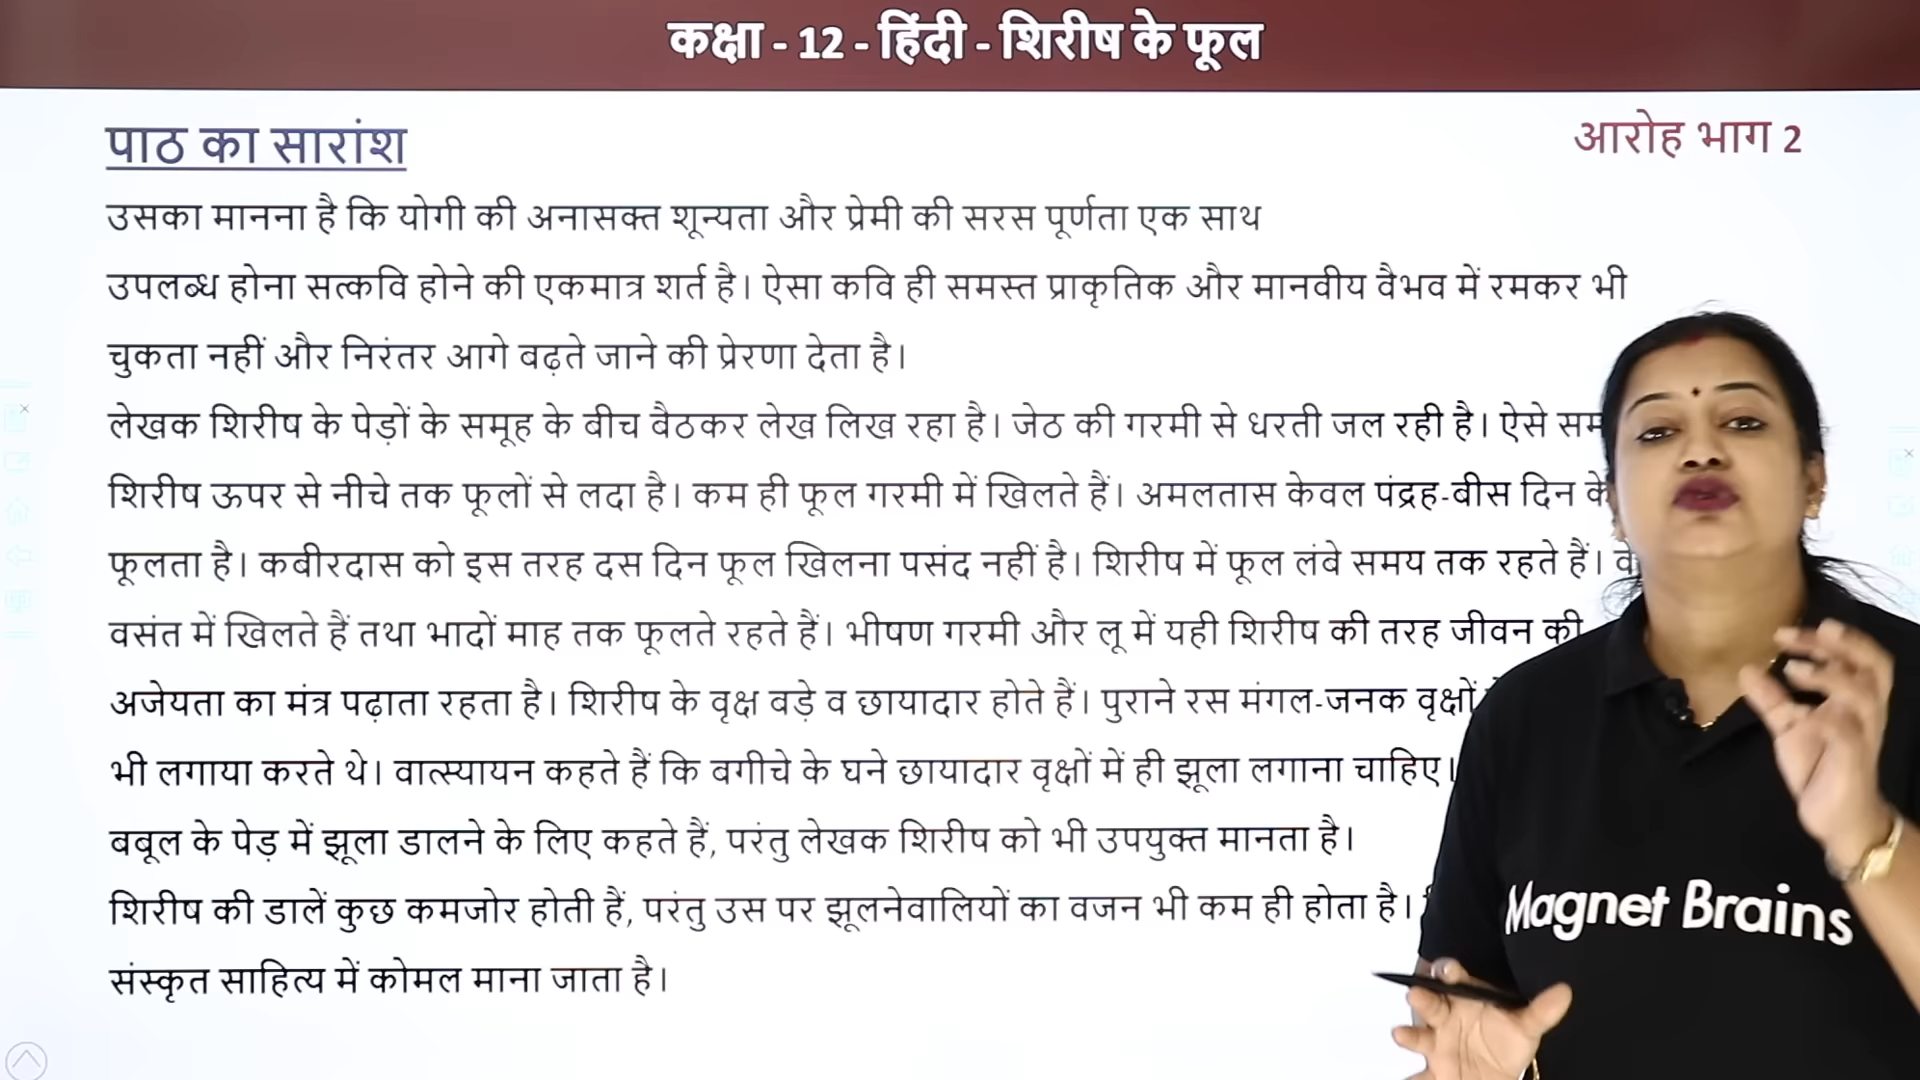 कक्षा - 12 - हिंदी - शिरीष के फूल
पाठ का सारांश
आरोह भाग 2
उसका मानना है कि योगी की अनासक्त शून्यता और प्रेमी की सरस पूर्णता एक साथ
उपलब्ध होना सत्कवि होने की एकमात्र शर्त है। ऐसा कवि ही समस्त प्राकृतिक और मानवीय वैभव में रमकर भी
चुकता नहीं और निरंतर आगे बढ़ते जाने की प्रेरणा देता है।
लेखक शिरीष के पेड़ों के समूह के बीच बैठकर लेख लिख रहा है। जेठ की गरमी से धरती जल रही है। ऐसे
शिरीष ऊपर से नीचे तक फूलों से लदा है। कम ही फूल गरमी में खिलते हैं। अमलतास केवल पंद्रह-बीस दिन के
फूलता है। कबीरदास को इस तरह दस दिन फूल खिलना पसंद नहीं है। शिरीष में फूल लंबे समय तक रहते हैं। वे
वसंत में खिलते हैं तथा भादों माह तक फूलते रहते हैं। भीषण गरमी और लू में यही शिरीष की तरह जीवन की
अजेयता का मंत्र पढ़ाता रहता है। शिरीष के वृक्ष बड़े व छायादार होते हैं। पुराने रस मंगल-जनक वृक्षों
भी लगाया करते थे। वात्स्यायन कहते हैं कि बगीचे के घने छायादार वृक्षों में ही झूला लगाना चाहिए।
बबूल के पेड़ में झूला डालने के लिए कहते हैं, परंतु लेखक शिरीष को भी उपयुक्त मानता है।
शिरीष की डालें कुछ कमजोर होती हैं, परंतु उस पर झूलनेवालियों का वजन भी कम ही होता है।
संस्कृत साहित्य में कोमल माना जाता है।
Magnet Brains